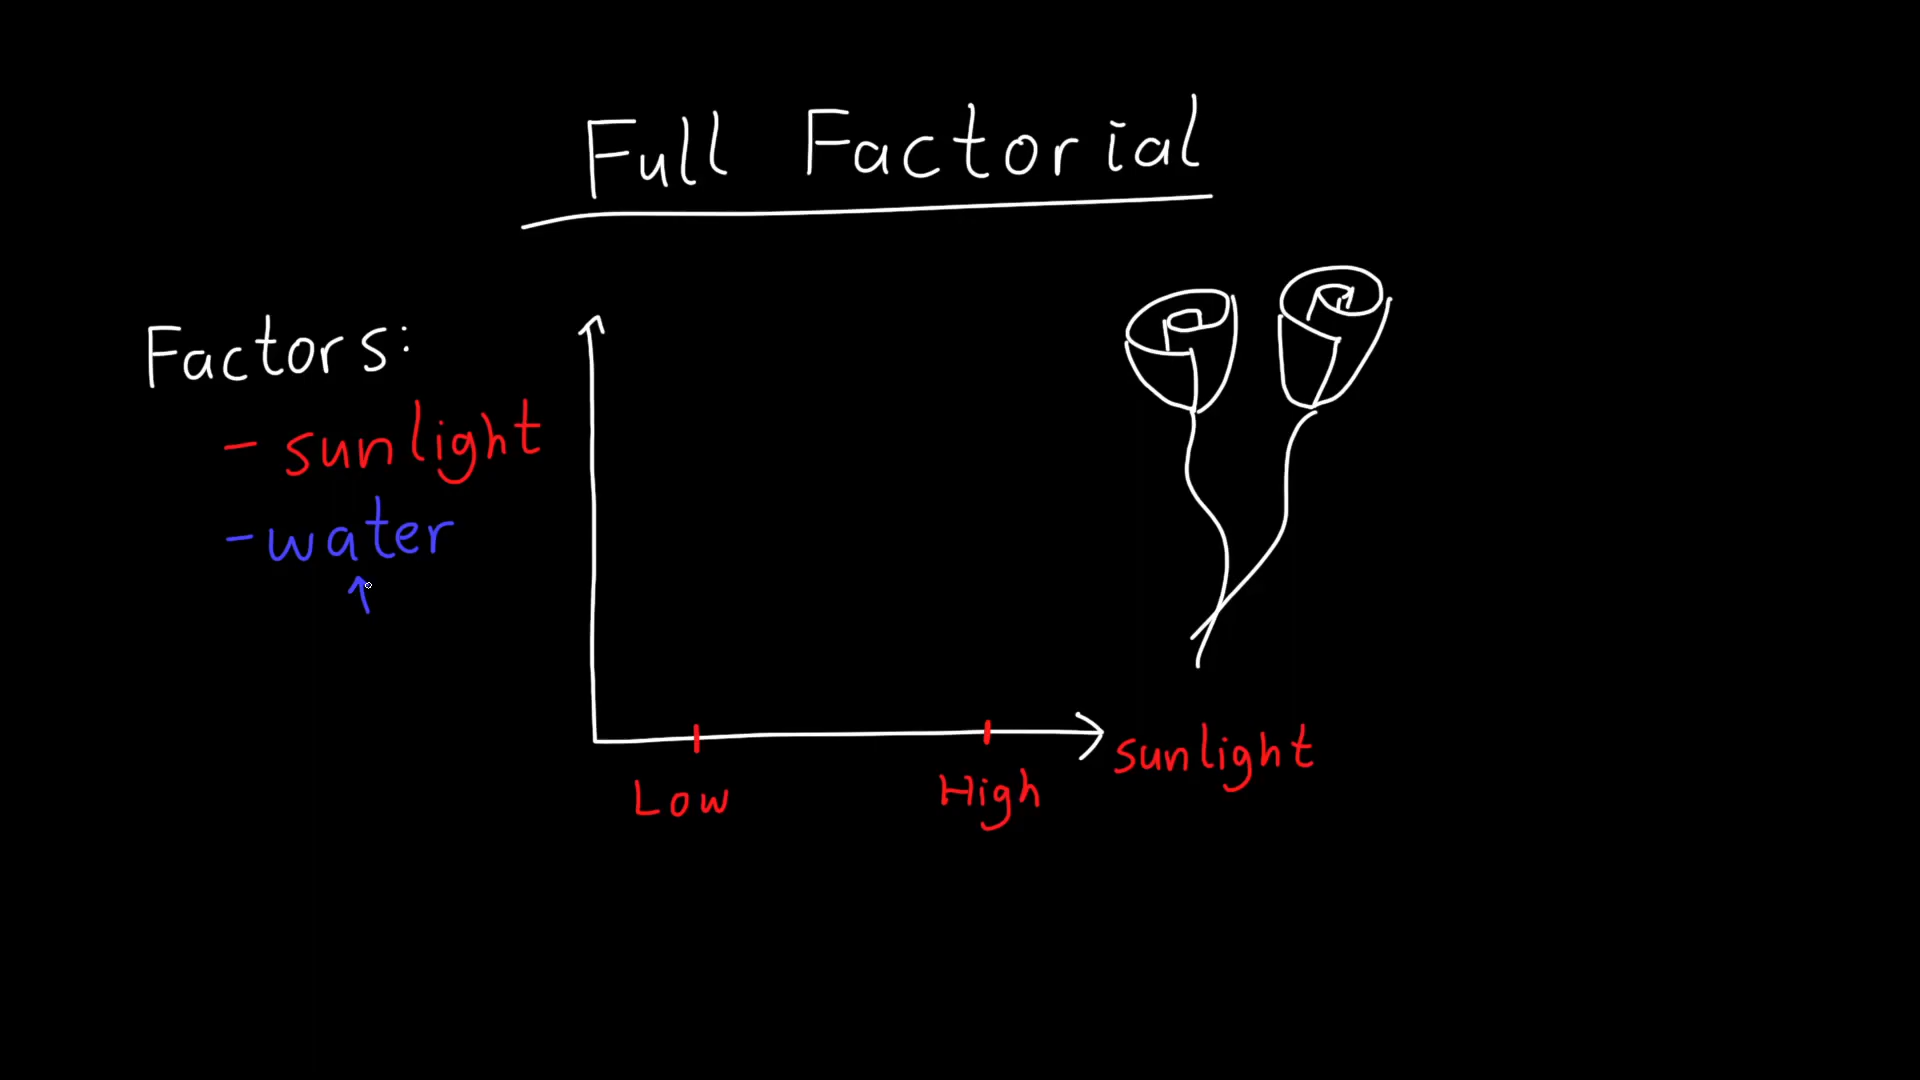 Full Factorial
Factors:
- sunlight
- water
Low
High
sunlight